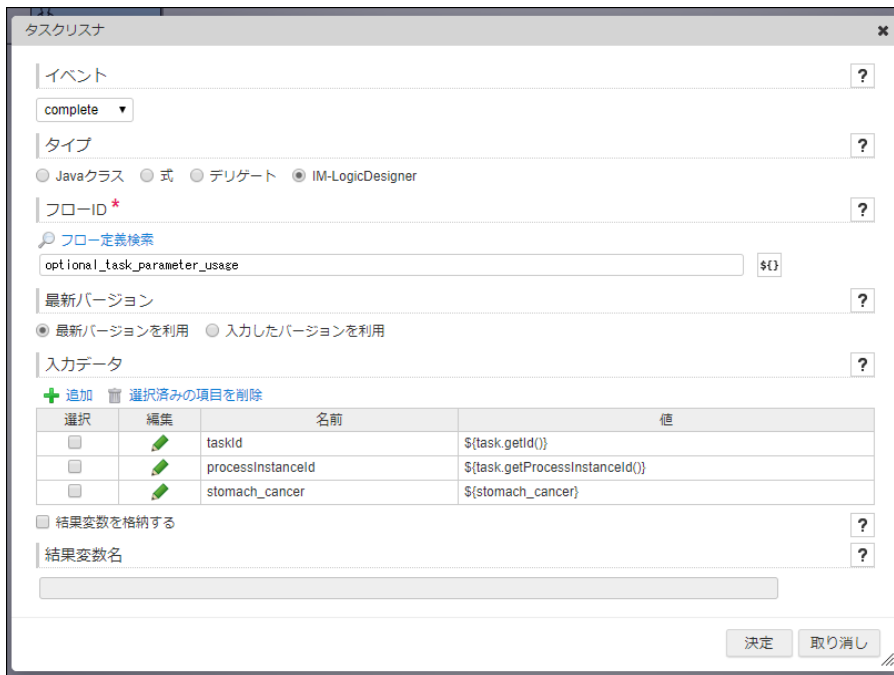 タスクリスナ ×
イベント ?
complete ▼
タイプ ?
Javaクラス 式 デリゲート IM-LogicDesigner
フローID * ?
フロー定義検索
optional_task_parameter_usage ${}
最新バージョン ?
最新バージョンを利用 入力したバージョンを利用
入力データ ?
追加 選択済みの項目を削除
選択 編集 名前 値
taskId ${task.getId()}
processInstanceId ${task.getProcessInstanceId()}
stomach_cancer ${stomach_cancer}
結果変数を格納する ?
結果変数名 ?
決定 取り消し